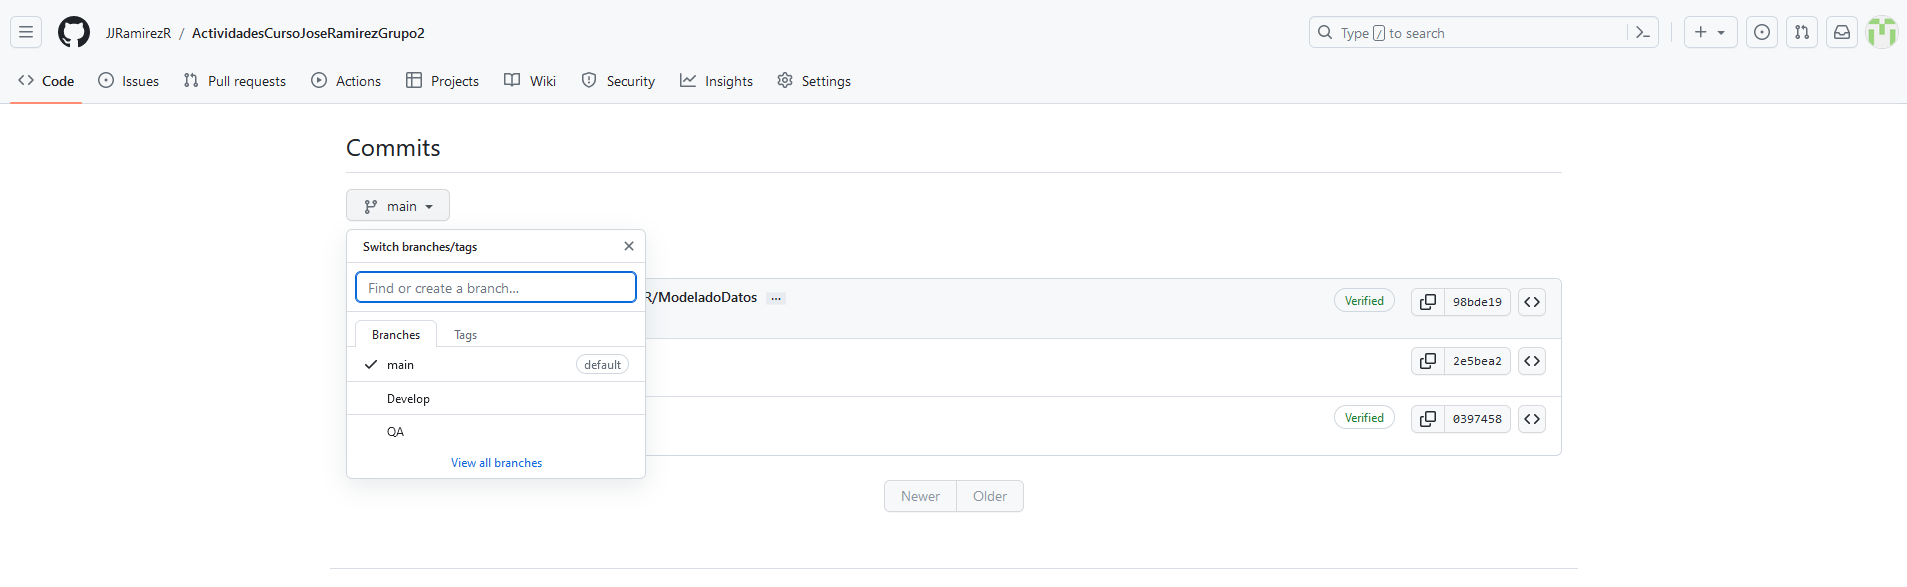 JJRamirezR / ActividadesCursoJoseRamirezGrupo2
Type / to search
Code Issues Pull requests Actions Projects Wiki Security Insights Settings
Commits
main
Switch branches/tags
Find or create a branch...
R/ModeladoDatos ... Verified 98bde19
Branches Tags
main default
2e5bea2
Develop
Verified 0397458
QA
View all branches
Newer Older